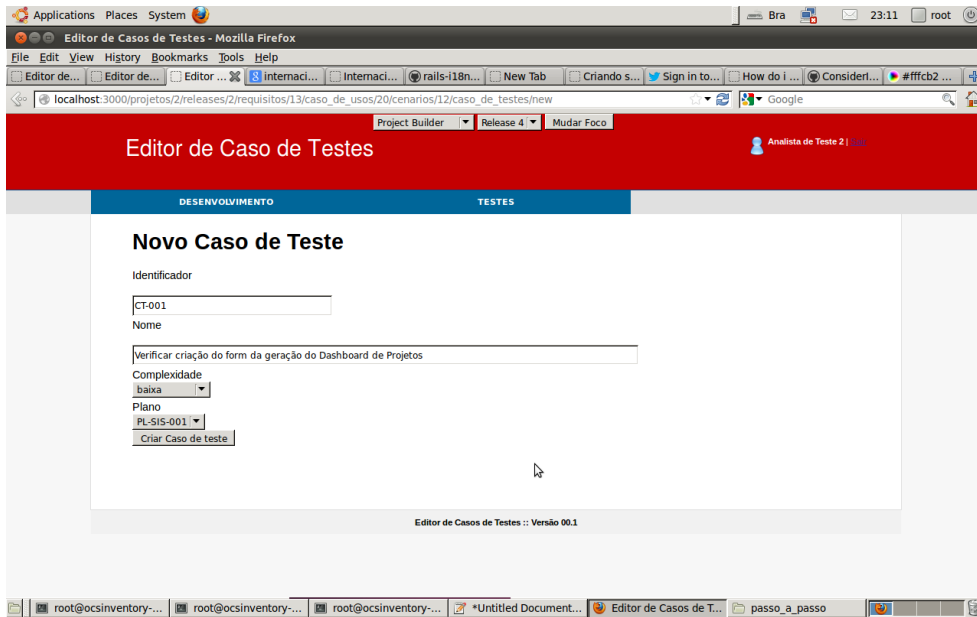 Applications Places System
Bra
23:11
root
Editor de Casos de Testes - Mozilla Firefox
File Edit View History Bookmarks Tools Help
Editor de...
Editor de...
Editor ...
internaci...
Internaci...
rails-i18n...
New Tab
Criando s...
Sign in to...
How do i ...
Considerl...
#fffcb2 ...
localhost:3000/projetos/2/releases/2/requisitos/13/caso_de_usos/20/cenarios/12/caso_de_testes/new
Google
Project Builder
Release 4
Mudar Foco
Editor de Caso de Testes
Analista de Teste 2 |
DESENVOLVIMENTO
TESTES
Novo Caso de Teste
Identificador
CT-001
Nome
Verificar criação do form da geração do Dashboard de Projetos
Complexidade
baixa
Plano
PL-SIS-001
Criar Caso de teste
Editor de Casos de Testes :: Versão 00.1
root@ocsinventory-...
root@ocsinventory-...
root@ocsinventory-...
*Untitled Document...
Editor de Casos de T...
passo_a_passo